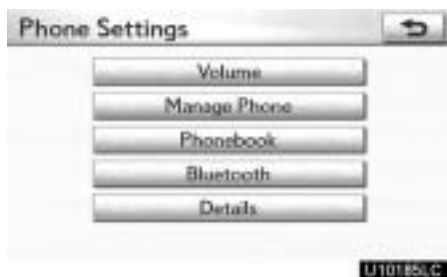 Phone Settings
Volume
Manage Phone
Phonebook
Bluetooth
Details
U10185LC